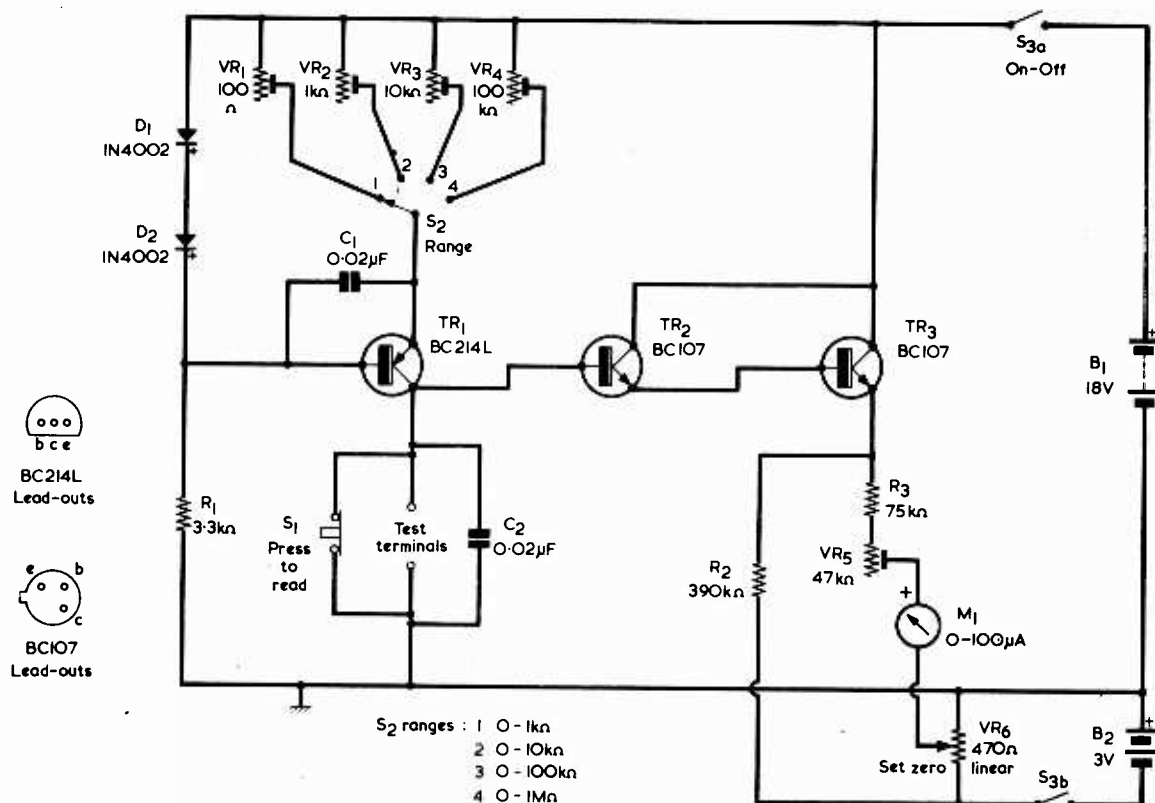 VR1
100
Ω
VR2
1kΩ
VR3
10kΩ
VR4
100
kΩ
S3a
On-Off
D1
1N4002
+
1
2
3
4
S2
Range
D2
1N4002
+
C1
0·02µF
TR1
BC214L
TR2
BC107
TR3
BC107
+
B1
18V
b c e
BC214L
Lead-outs
R1
3·3kΩ
S1
Press
to
read
Test
terminals
C2
0·02µF
R3
75kΩ
VR5
47kΩ
R2
390kΩ
+
M1
0-100µA
e
b
c
BC107
Lead-outs
S2 ranges : 1 0-1kΩ
2 0-10kΩ
3 0-100kΩ
4 0-1MΩ
Set zero
VR6
470Ω
linear
S3b
+
B2
3V